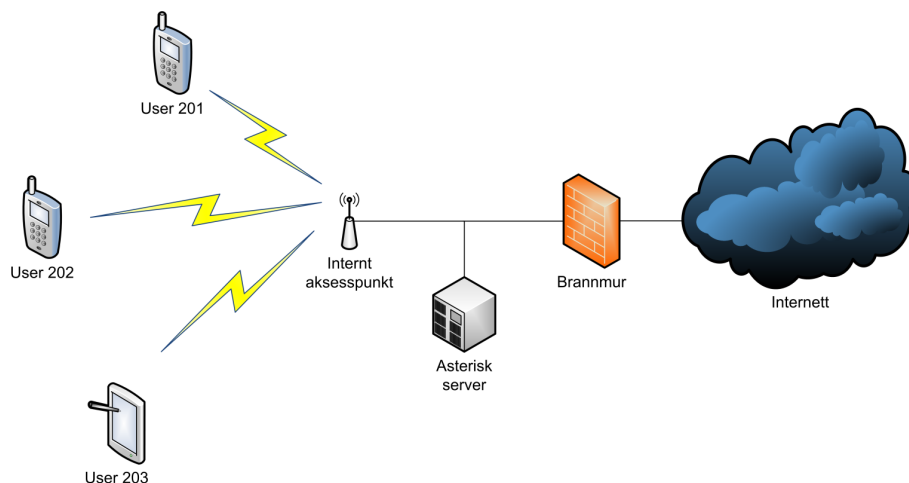 User 201
User 202
User 203
Internt
aksesspunkt
Asterisk
server
Brannmur
Internett